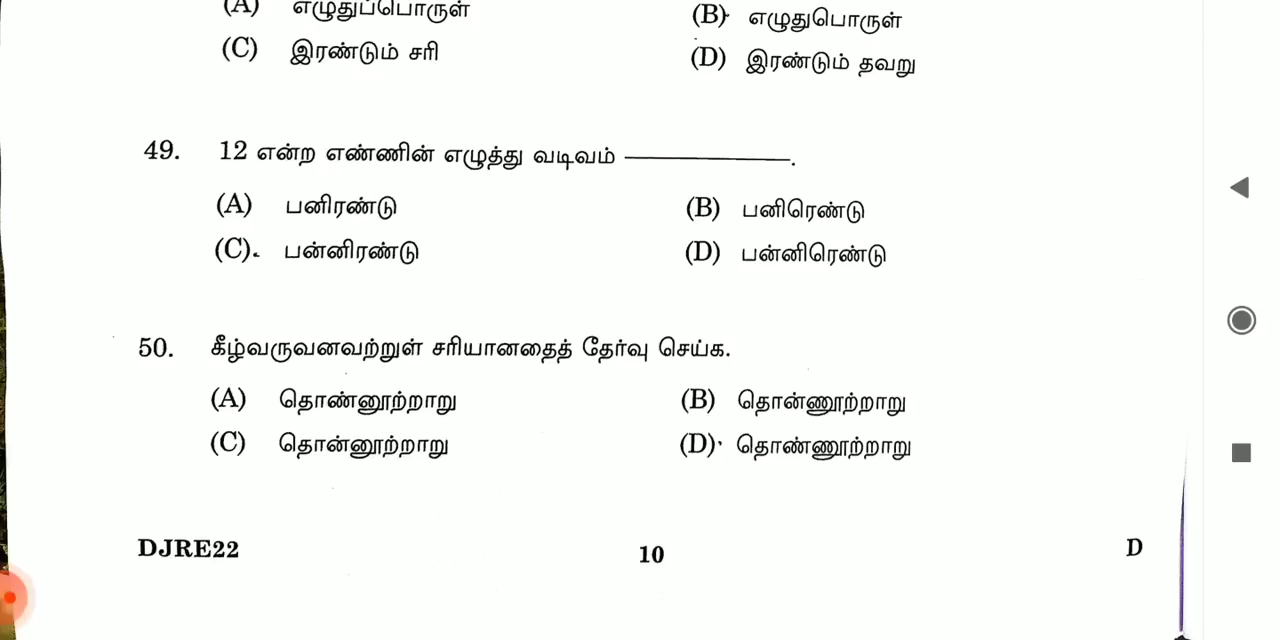 (A) எழுதுப்பொருள் (B) எழுதுபொருள்
(C) இரண்டும் சரி (D) இரண்டும் தவறு
49. 12 என்ற எண்ணின் எழுத்து வடிவம் ―――――.
(A) பனிரண்டு (B) பனிரெண்டு
(C) பன்னிரண்டு (D) பன்னிரெண்டு
50. கீழ்வருவனவற்றுள் சரியானதைத் தேர்வு செய்க.
(A) தொண்னூற்றாறு (B) தொன்ணூற்றாறு
(C) தொன்னூற்றாறு (D) தொண்ணூற்றாறு
DJRE22 10 D